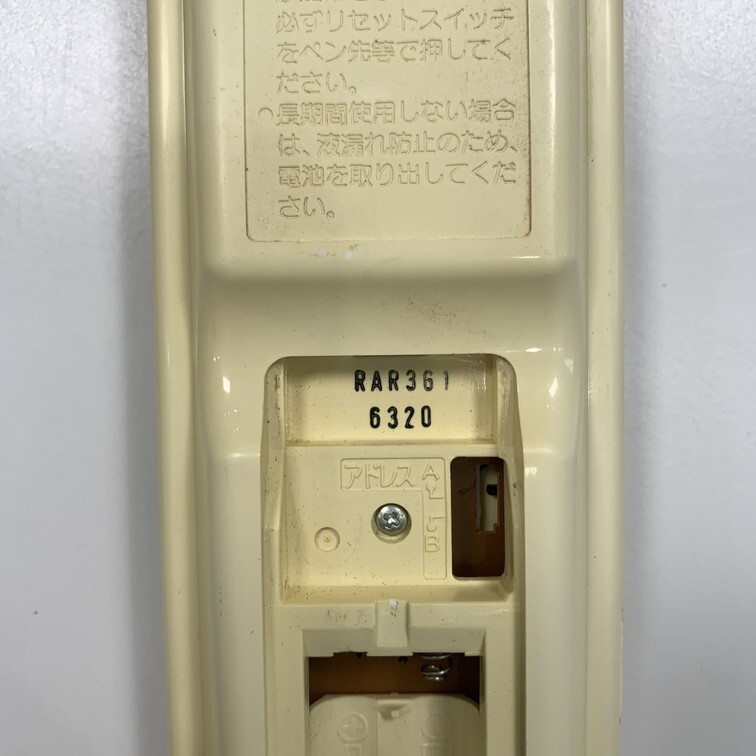 必ずリセットスイッチ
をペン先等で押してく
ださい。
●長期間使用しない場合
は、液漏れ防止のため、
電池を取り出してくだ
さい。
RAR361
6320
アドレス A
B